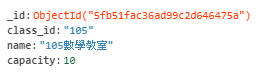 _id:ObjectId("5fb51fac36ad99c2d646475a")
class_id:"105"
name:"105數學教室"
capacity:10